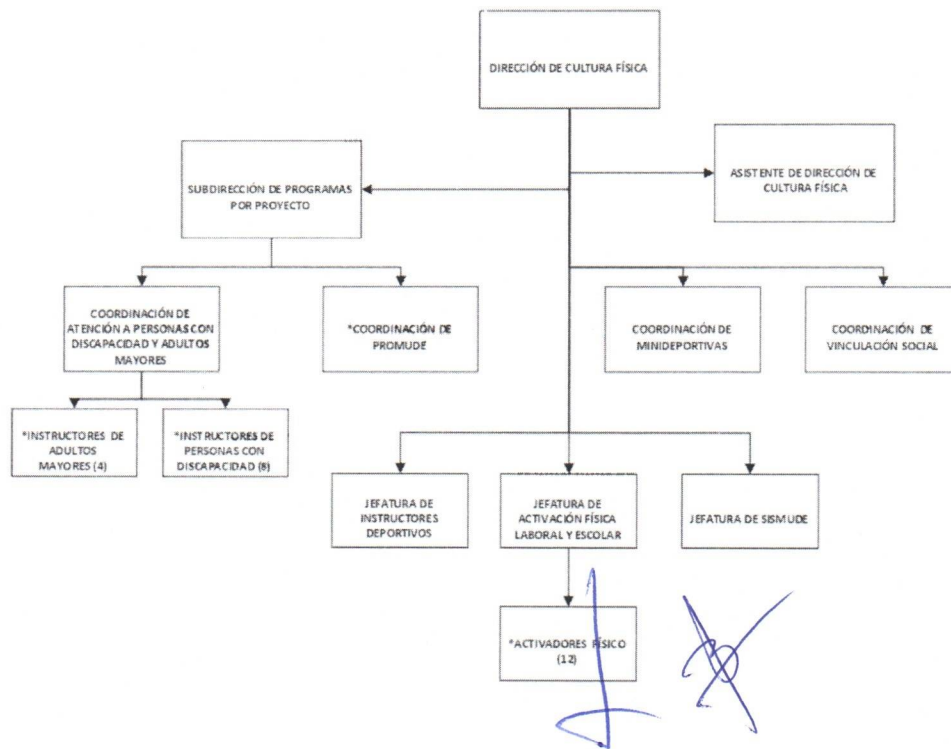 DIRECCIÓN DE CULTURA FÍSICA
SUBDIRECCIÓN DE PROGRAMAS
POR PROYECTO
ASISTENTE DE DIRECCIÓN DE
CULTURA FÍSICA
COORDINACIÓN DE
ATENCIÓN A PERSONAS CON
DISCAPACIDAD Y ADULTOS
MAYORES
*COORDINACIÓN DE
PROMUDE
COORDINACIÓN DE
MINIDEPORTIVAS
COORDINACIÓN DE
VINCULACIÓN SOCIAL
*INSTRUCTORES DE
ADULTOS
MAYORES (4)
*INSTRUCTORES DE
PERSONAS CON
DISCAPACIDAD (8)
JEFATURA DE
INSTRUCTORES
DEPORTIVOS
JEFATURA DE
ACTIVACIÓN FÍSICA
LABORAL Y ESCOLAR
JEFATURA DE SISMUDE
*ACTIVADORES FÍSICO
(12)